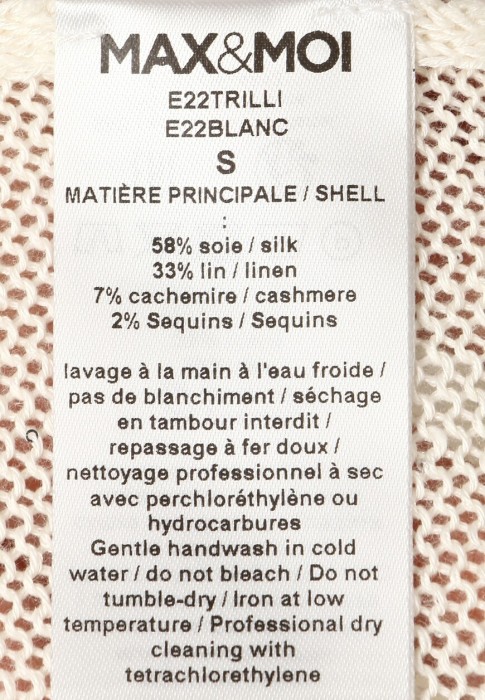 MAX&MOI
E22TRILLI
E22BLANC
S
MATIÈRE PRINCIPALE / SHELL
:
58% soie / silk
33% lin / linen
7% cachemire / cashmere
2% Sequins / Sequins
lavage à la main à l'eau froide /
pas de blanchiment / séchage
en tambour interdit /
repassage à fer doux /
nettoyage professionnel à sec
avec perchloréthylène ou
hydrocarbures
Gentle handwash in cold
water / do not bleach / Do not
tumble-dry / Iron at low
temperature / Professional dry
cleaning with
tetrachlorethylene